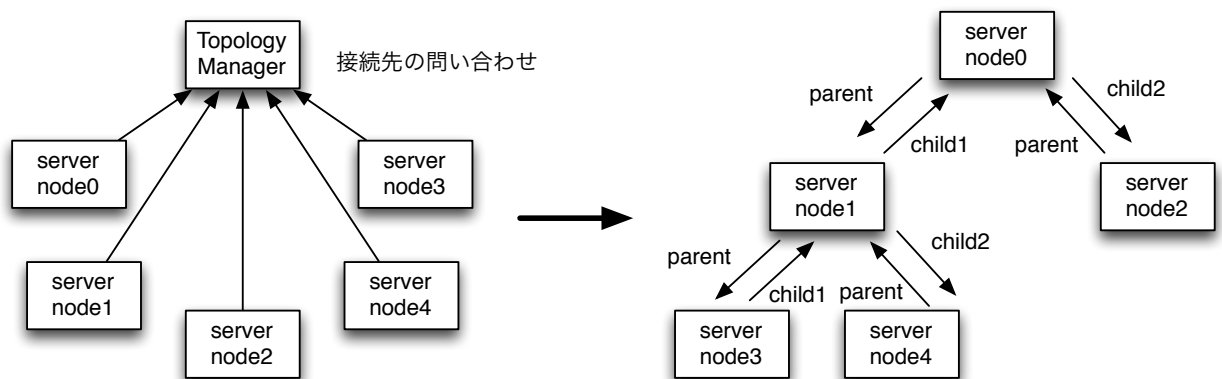 Topology
Manager
接続先の問い合わせ
server
node0
server
node3
server
node1
server
node4
server
node2
server
node0
parent
child2
child1
parent
server
node1
server
node2
parent
child2
child1
parent
server
node3
server
node4